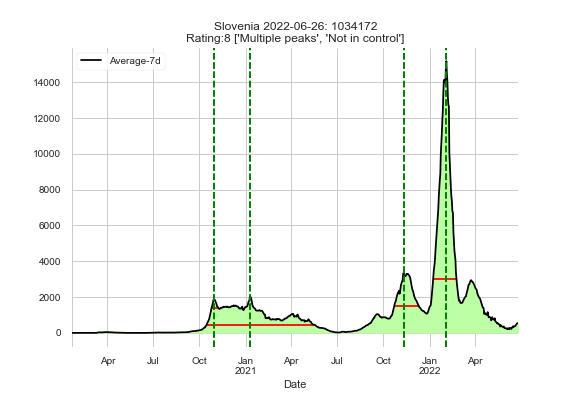 Slovenia 2022-06-26: 1034172
Rating:8 ['Multiple peaks', 'Not in control']
Average-7d
14000
12000
10000
8000
6000
4000
2000
0
Apr Jul Oct Jan Apr Jul Oct Jan Apr
2021 2022
Date